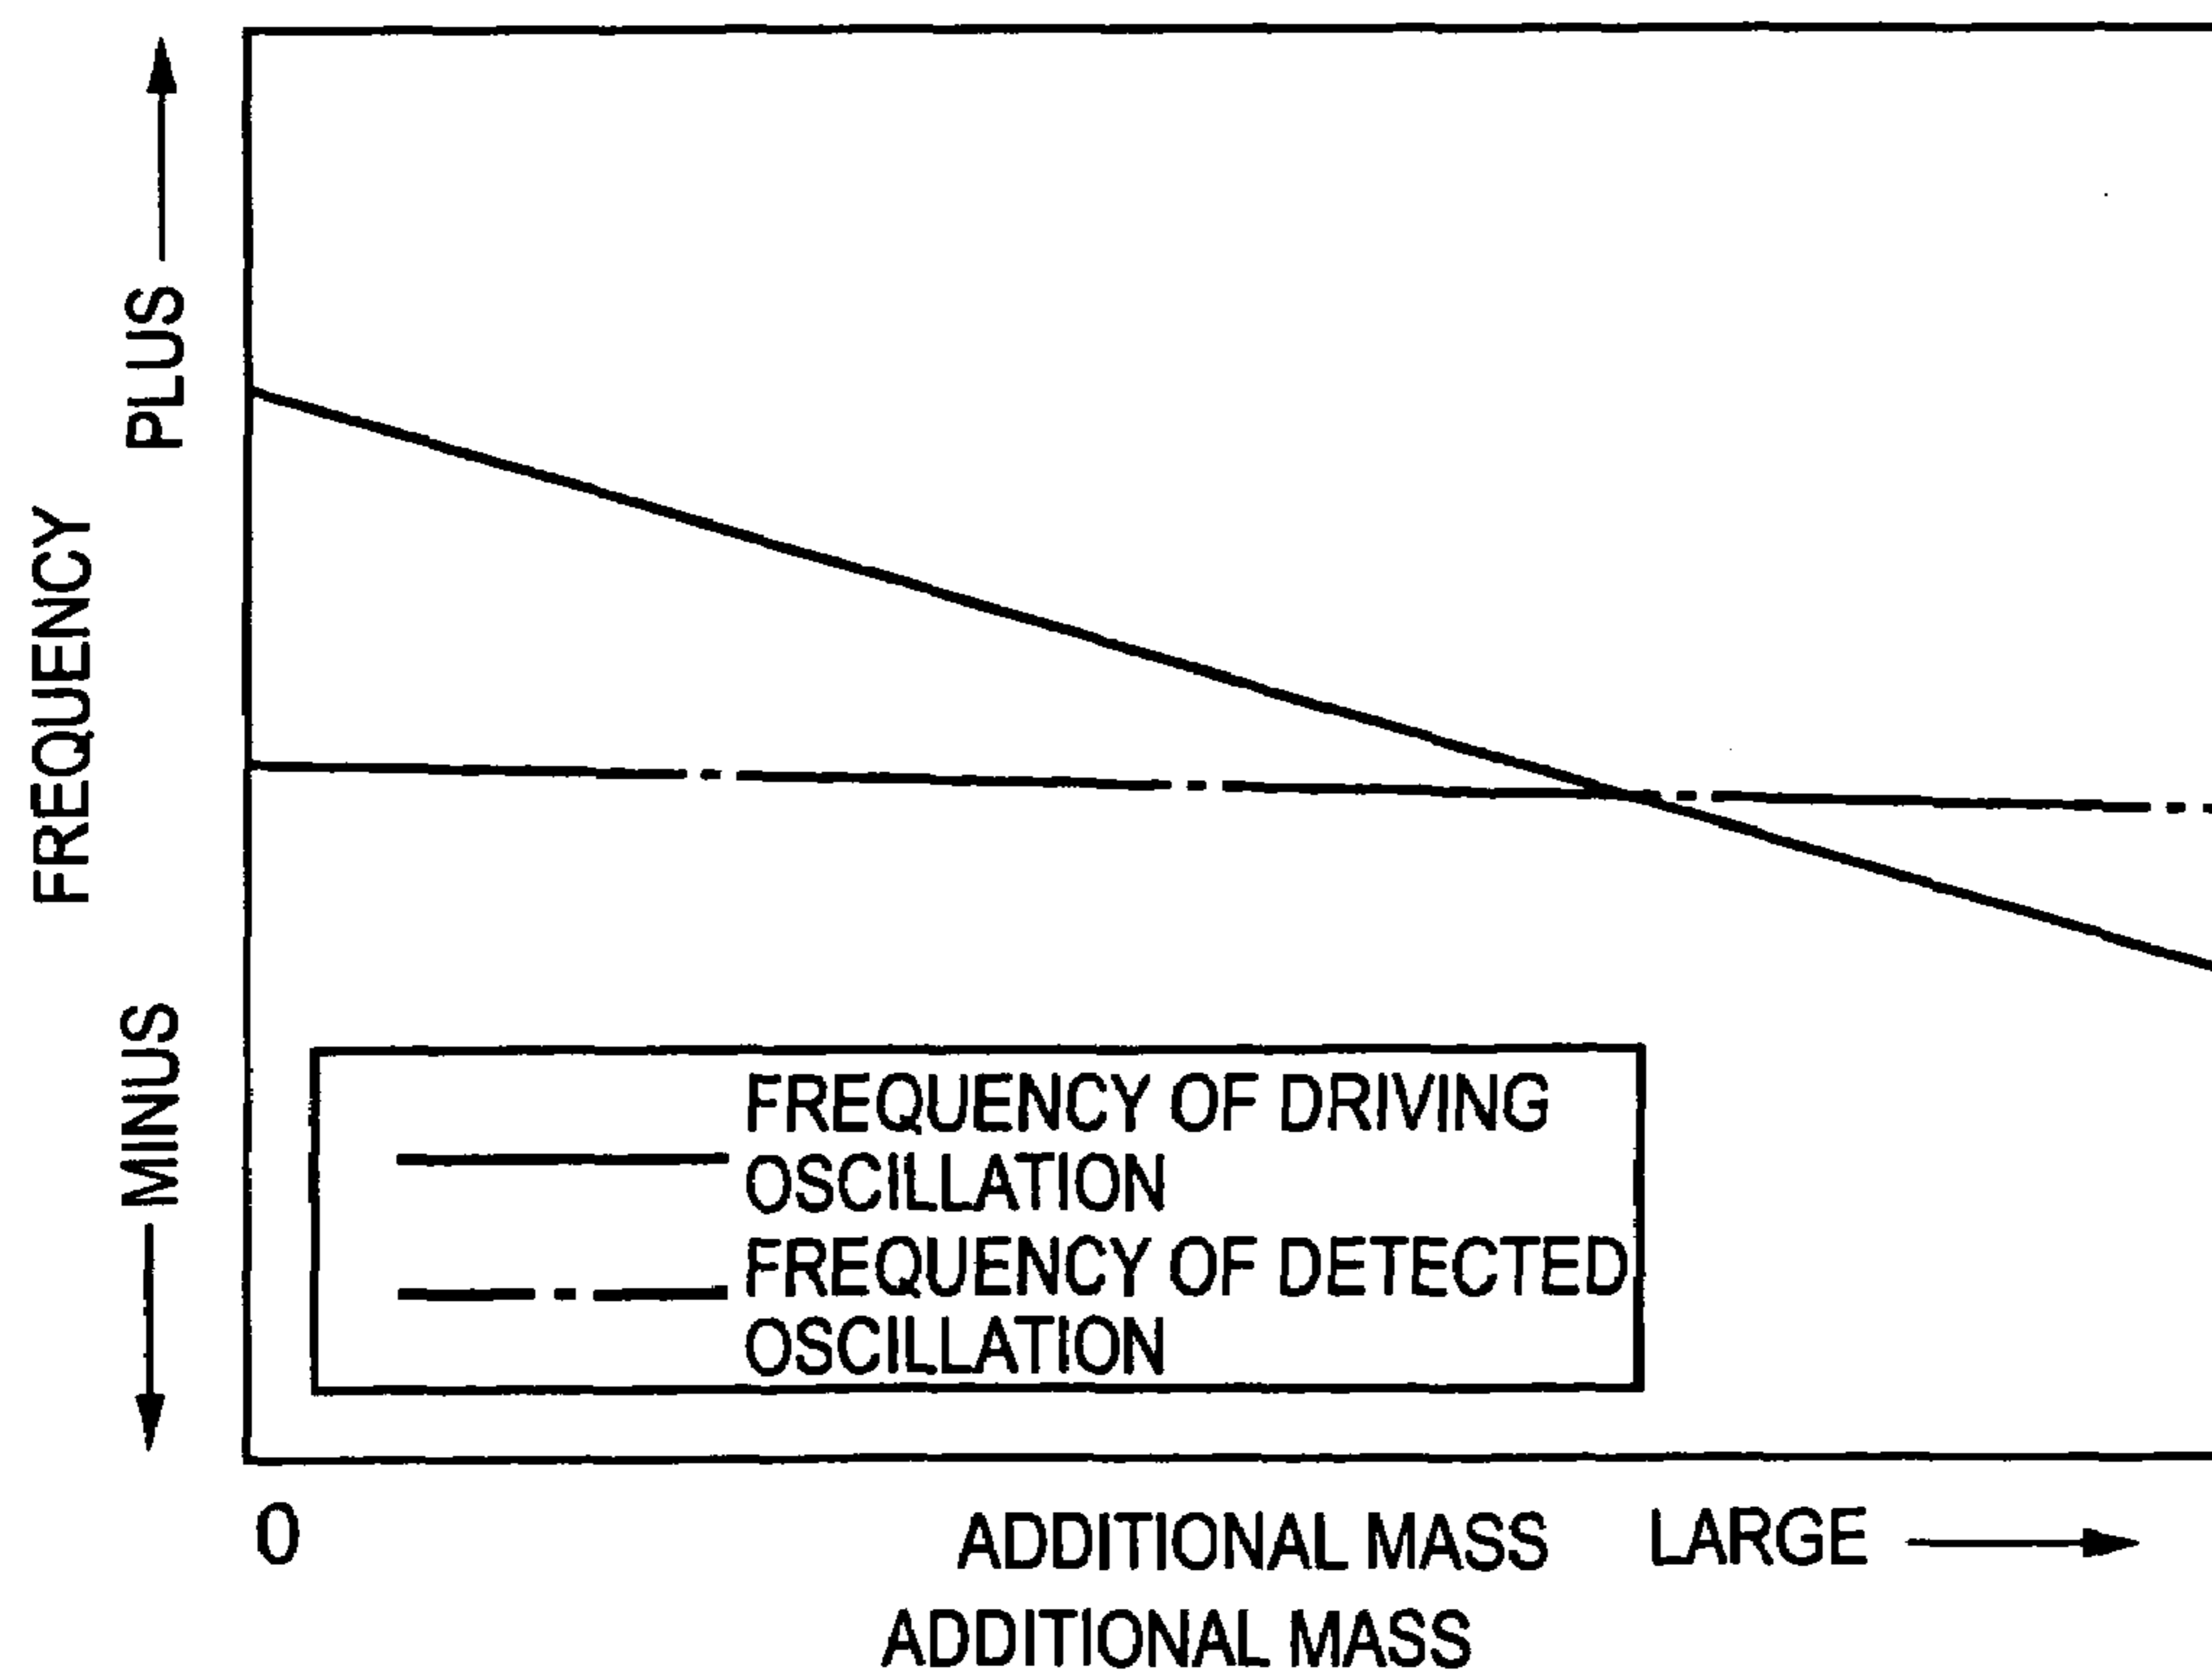 PLUS
FREQUENCY
MINUS
FREQUENCY OF DRIVING
OSCILLATION
FREQUENCY OF DETECTED
OSCILLATION
0
ADDITIONAL MASS LARGE
ADDITIONAL MASS